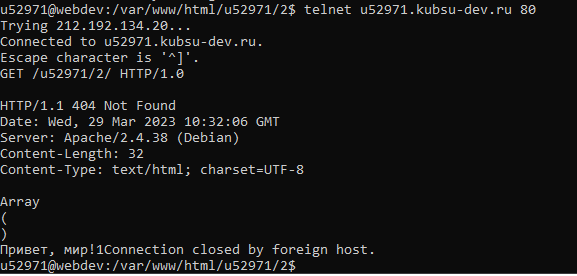 u52971@webdev:/var/www/html/u52971/2$ telnet u52971.kubsu-dev.ru 80
Trying 212.192.134.20...
Connected to u52971.kubsu-dev.ru.
Escape character is '^]'.
GET /u52971/2/ HTTP/1.0

HTTP/1.1 404 Not Found
Date: Wed, 29 Mar 2023 10:32:06 GMT
Server: Apache/2.4.38 (Debian)
Content-Length: 32
Content-Type: text/html; charset=UTF-8

Array
(
)
Привет, мир!1Connection closed by foreign host.
u52971@webdev:/var/www/html/u52971/2$